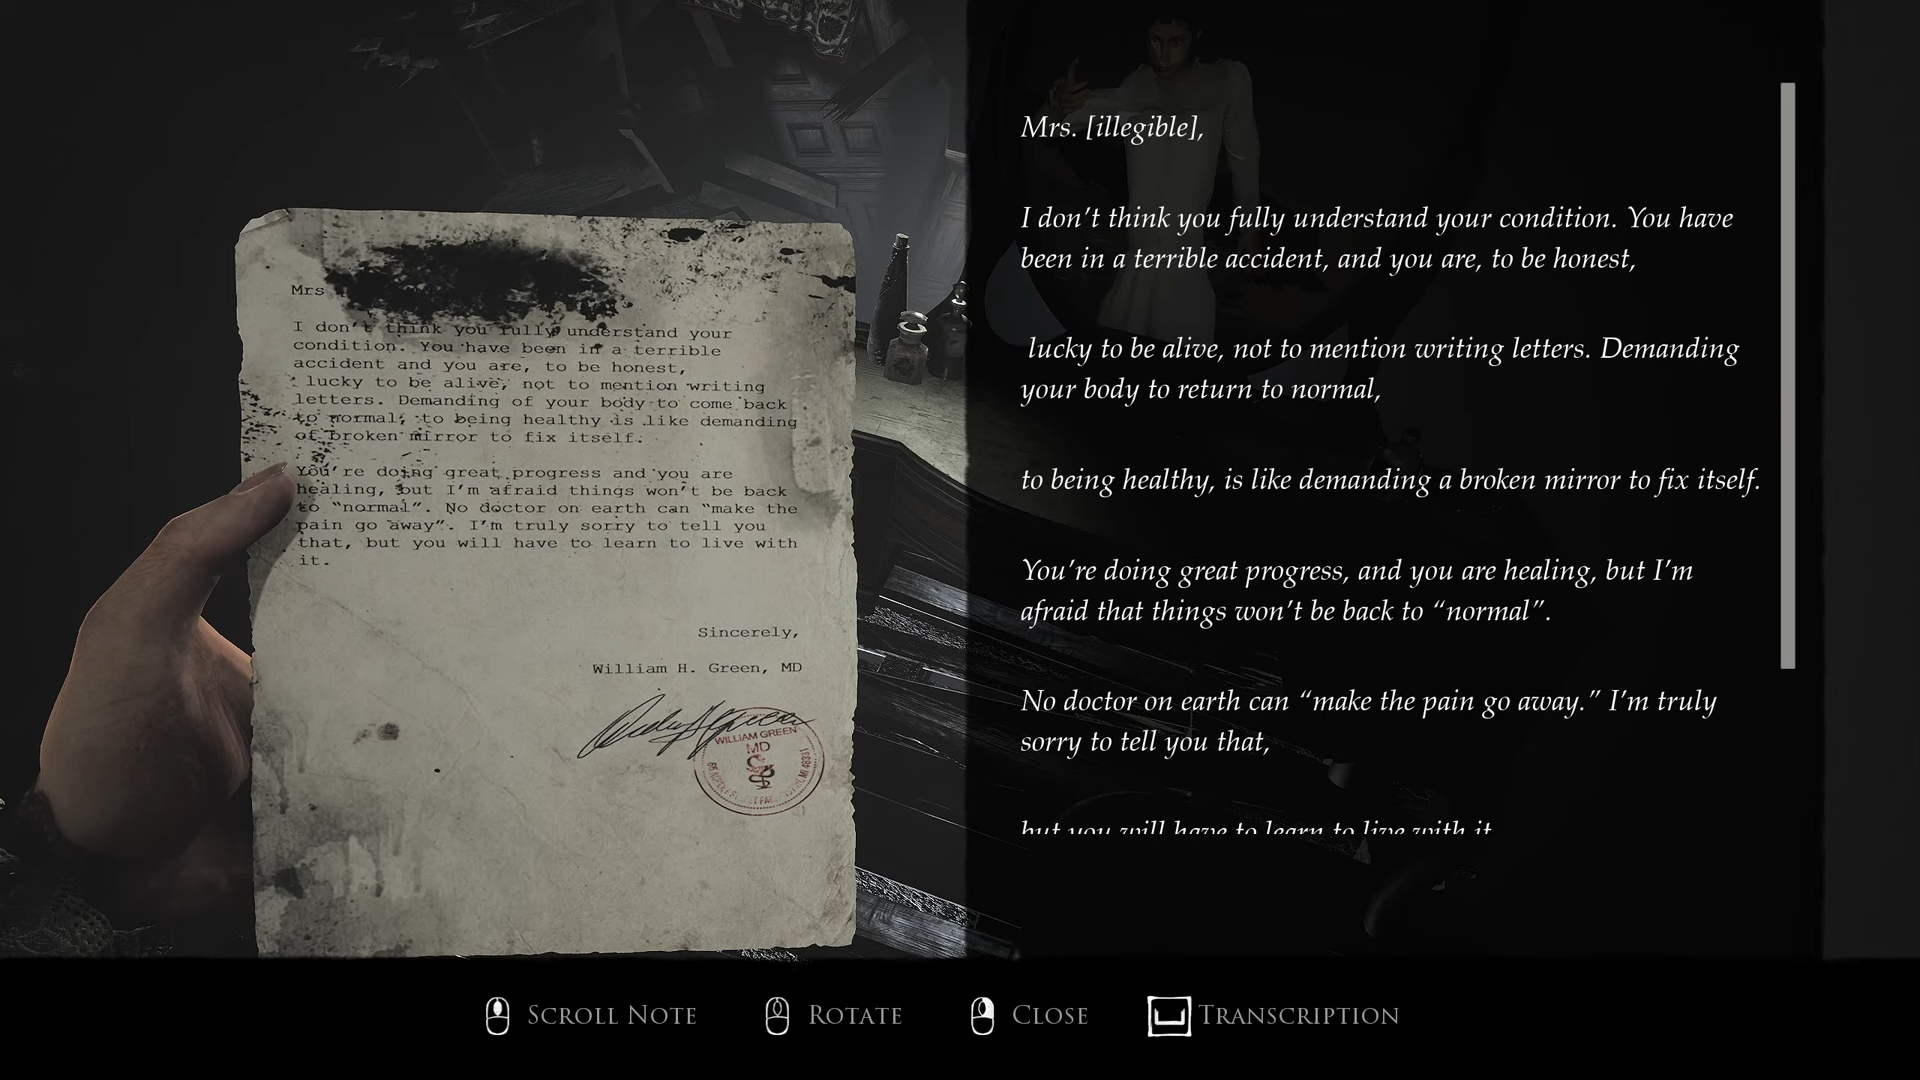 Mrs
I don't think you fully understand your
condition. You have been in a terrible
accident and you are, to be honest,
lucky to be alive, not to mention writing
letters. Demanding of your body to come back
to normal, to being healthy is like demanding
of broken mirror to fix itself.
You're doing great progress and you are
healing, but I'm afraid things won't be back
to “normal”. No doctor on earth can “make the
pain go away”. I'm truly sorry to tell you
that, but you will have to learn to live with
it.
Sincerely,
William H. Green, MD
WILLIAM GREEN
MD
Mrs. [illegible],
I don’t think you fully understand your condition. You have
been in a terrible accident, and you are, to be honest,
lucky to be alive, not to mention writing letters. Demanding
your body to return to normal,
to being healthy, is like demanding a broken mirror to fix itself.
You’re doing great progress, and you are healing, but I’m
afraid that things won’t be back to “normal”.
No doctor on earth can “make the pain go away.” I’m truly
sorry to tell you that,
but you will have to learn to live with it
SCROLL NOTE
ROTATE
CLOSE
TRANSCRIPTION